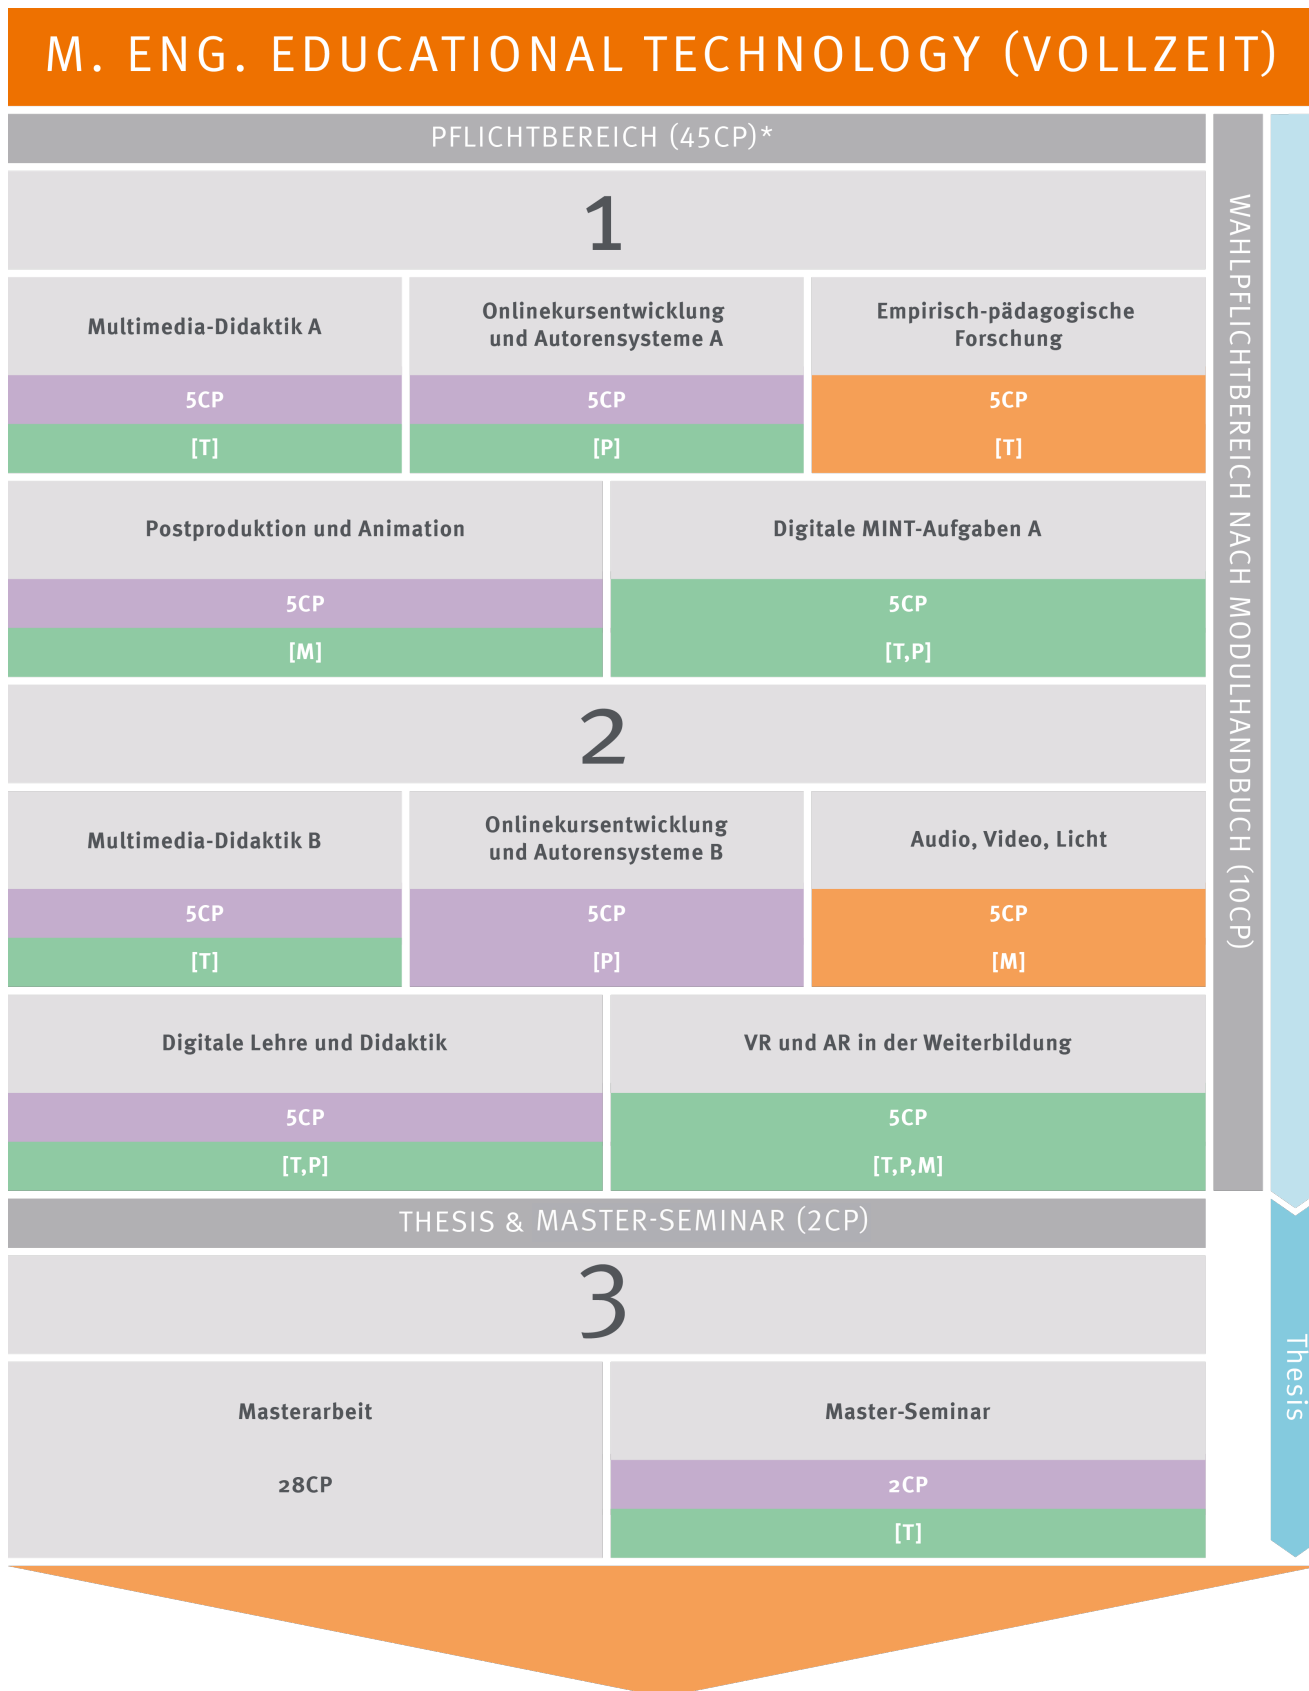 M. ENG. EDUCATIONAL TECHNOLOGY (VOLLZEIT)
PFLICHTBEREICH (45CP)*
WAHLPFLICHTBEREICH NACH MODULHANDBUCH (10CP)
1
Multimedia-Didaktik A
5CP
[T]
Onlinekursentwicklung
und Autorensysteme A
5CP
[P]
Empirisch-pädagogische
Forschung
5CP
[T]
Postproduktion und Animation
5CP
[M]
Digitale MINT-Aufgaben A
5CP
[T,P]
2
Multimedia-Didaktik B
5CP
[T]
Onlinekursentwicklung
und Autorensysteme B
5CP
[P]
Audio, Video, Licht
5CP
[M]
Digitale Lehre und Didaktik
5CP
[T,P]
VR und AR in der Weiterbildung
5CP
[T,P,M]
THESIS & MASTER-SEMINAR (2CP)
3
Masterarbeit
28CP
Master-Seminar
2CP
[T]
Thesis